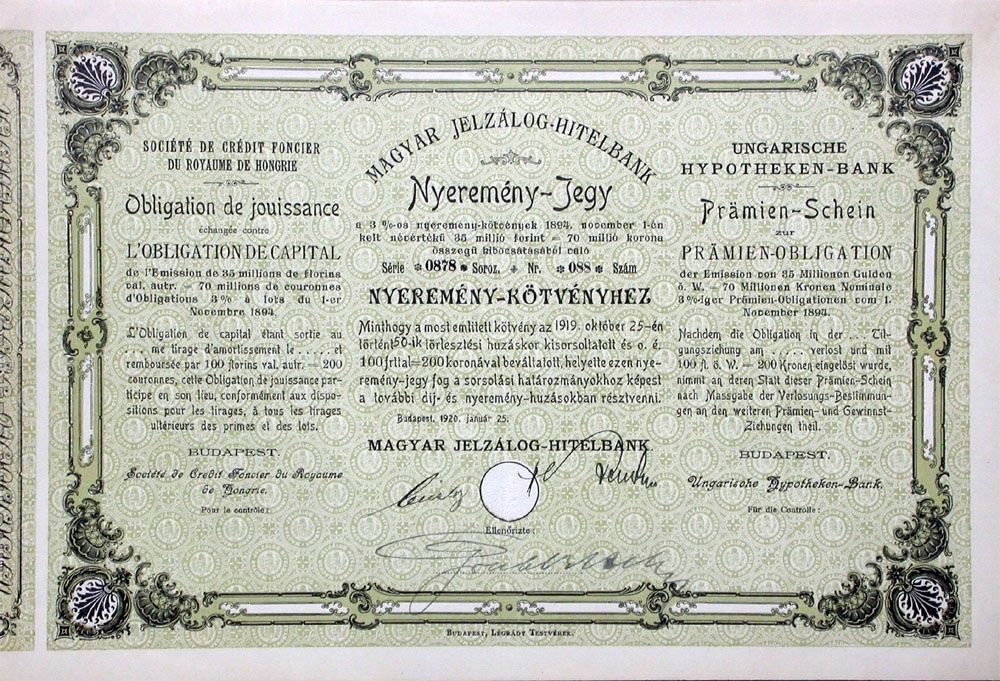 SOCIÉTÉ DE CRÉDIT FONCIER
DU ROYAUME DE HONGRIE
Obligation de jouissance
échangée contre
L'OBLIGATION DE CAPITAL
de l'Emission de 35 millions de florins
val. autr. = 70 millions de couronnes
d'Obligations 3% à lots du 1-er
Novembre 1894.
L'Obligation de capital étant sortie au
... me tirage d'amortissement le ..... et
remboursée par 100 florins val. autr. = 200
couronnes, cette Obligation de jouissance par-
ticipe en son lieu, conformément aux dispo-
sitions pour les tirages, à tous les tirages
ultérieurs des primes et des lots.
BUDAPEST.
Société de Crédit Foncier du Royaume
de Hongrie.
Pour le contrôle:
MAGYAR JELZÁLOG-HITELBANK
Nyeremény-Jegy
a 3%-os nyeremény-kötvények 1894. november 1-én
kelt névértékű 35 millió forint = 70 millió korona
összegű kibocsátásából való
Série * 0878 * Soroz. * Nr. * 088 * Szám
NYEREMÉNY-KÖTVÉNYHEZ
Minthogy a most említett kötvény az 1919. október 25-én
történt 50-ik törlesztési huzáskor kisorsoltatott és o. é.
100 frttal=200 koronával beváltatott, helyette ezen nye-
remény-jegy fog a sorsolási határozmányokhoz képest
a további dij- és nyeremény-huzásokban résztvenni.
Budapest, 1920. január 25.
MAGYAR JELZÁLOG-HITELBANK
Ellenőrizte:
UNGARISCHE
HYPOTHEKEN-BANK
Prämien-Schein
zur
PRÄMIEN-OBLIGATION
der Emission von 35 Millionen Gulden
ö. W. = 70 Millionen Kronen Nominale
3%-iger Prämien-Obligationen vom 1.
November 1894.
Nachdem die Obligation in der ... Til-
gungsziehung am ..... verlost und mit
100 fl. ö. W. = 200 Kronen eingelöst wurde,
nimmt an deren Statt dieser Prämien-Schein
nach Massgabe der Verlosungs-Bestimmun-
gen an den weiteren Prämien- und Gewinnst-
Ziehungen theil.
BUDAPEST.
Ungarische Hypotheken-Bank.
Für die Controlle:
BUDAPEST, LÉGRÁDY TESTVÉREK.